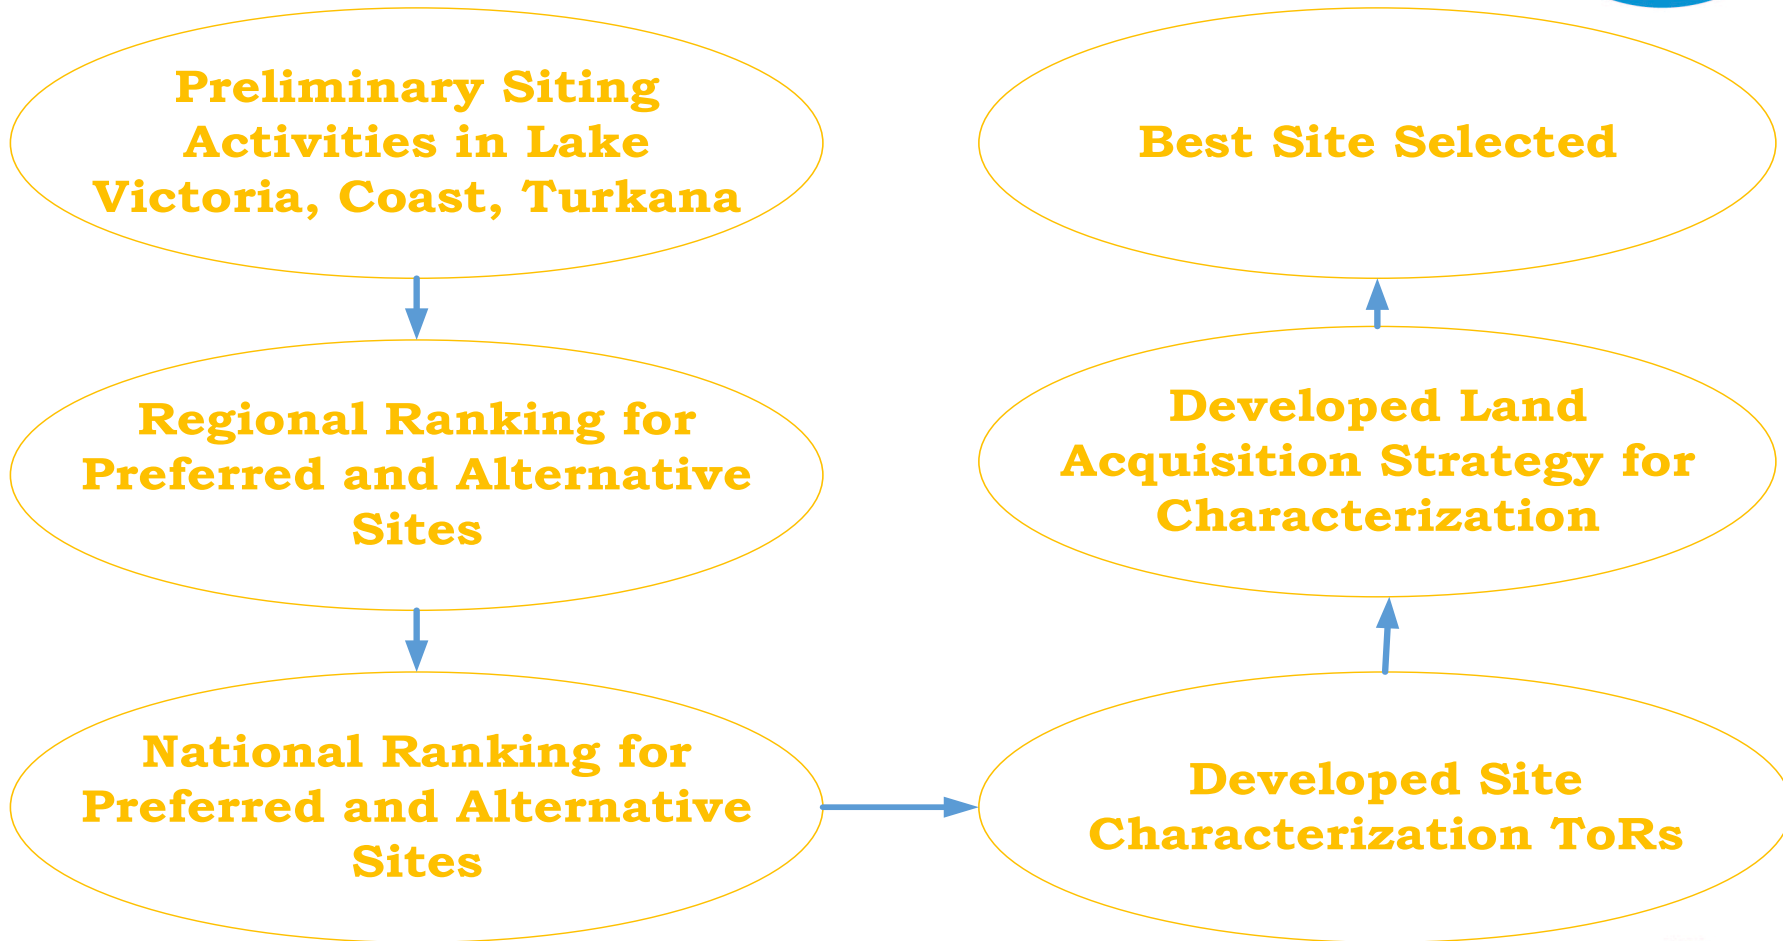 Preliminary Siting
Activities in Lake
Victoria, Coast, Turkana
Regional Ranking for
Preferred and Alternative
Sites
National Ranking for
Preferred and Alternative
Sites
Developed Site
Characterization ToRs
Developed Land
Acquisition Strategy for
Characterization
Best Site Selected